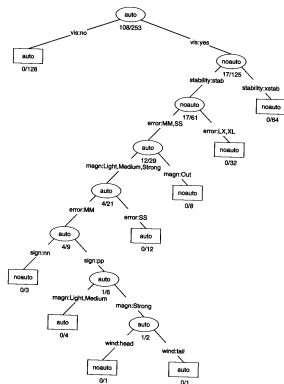 auto
108/253
vis:no
vis:yes
auto
0/128
noauto
17/125
stability:stab
stability:xstab
noauto
17/61
noauto
0/64
error:MM,SS
error:LX,XL
auto
12/29
noauto
0/32
magn:Light,Medium,Strong
magn:Out
auto
4/21
noauto
0/8
error:MM
error:SS
auto
4/9
auto
0/12
sign:nn
sign:pp
noauto
0/3
auto
1/6
magn:Light,Medium
magn:Strong
auto
0/4
auto
1/2
wind:head
wind:tail
noauto
0/1
auto
0/1